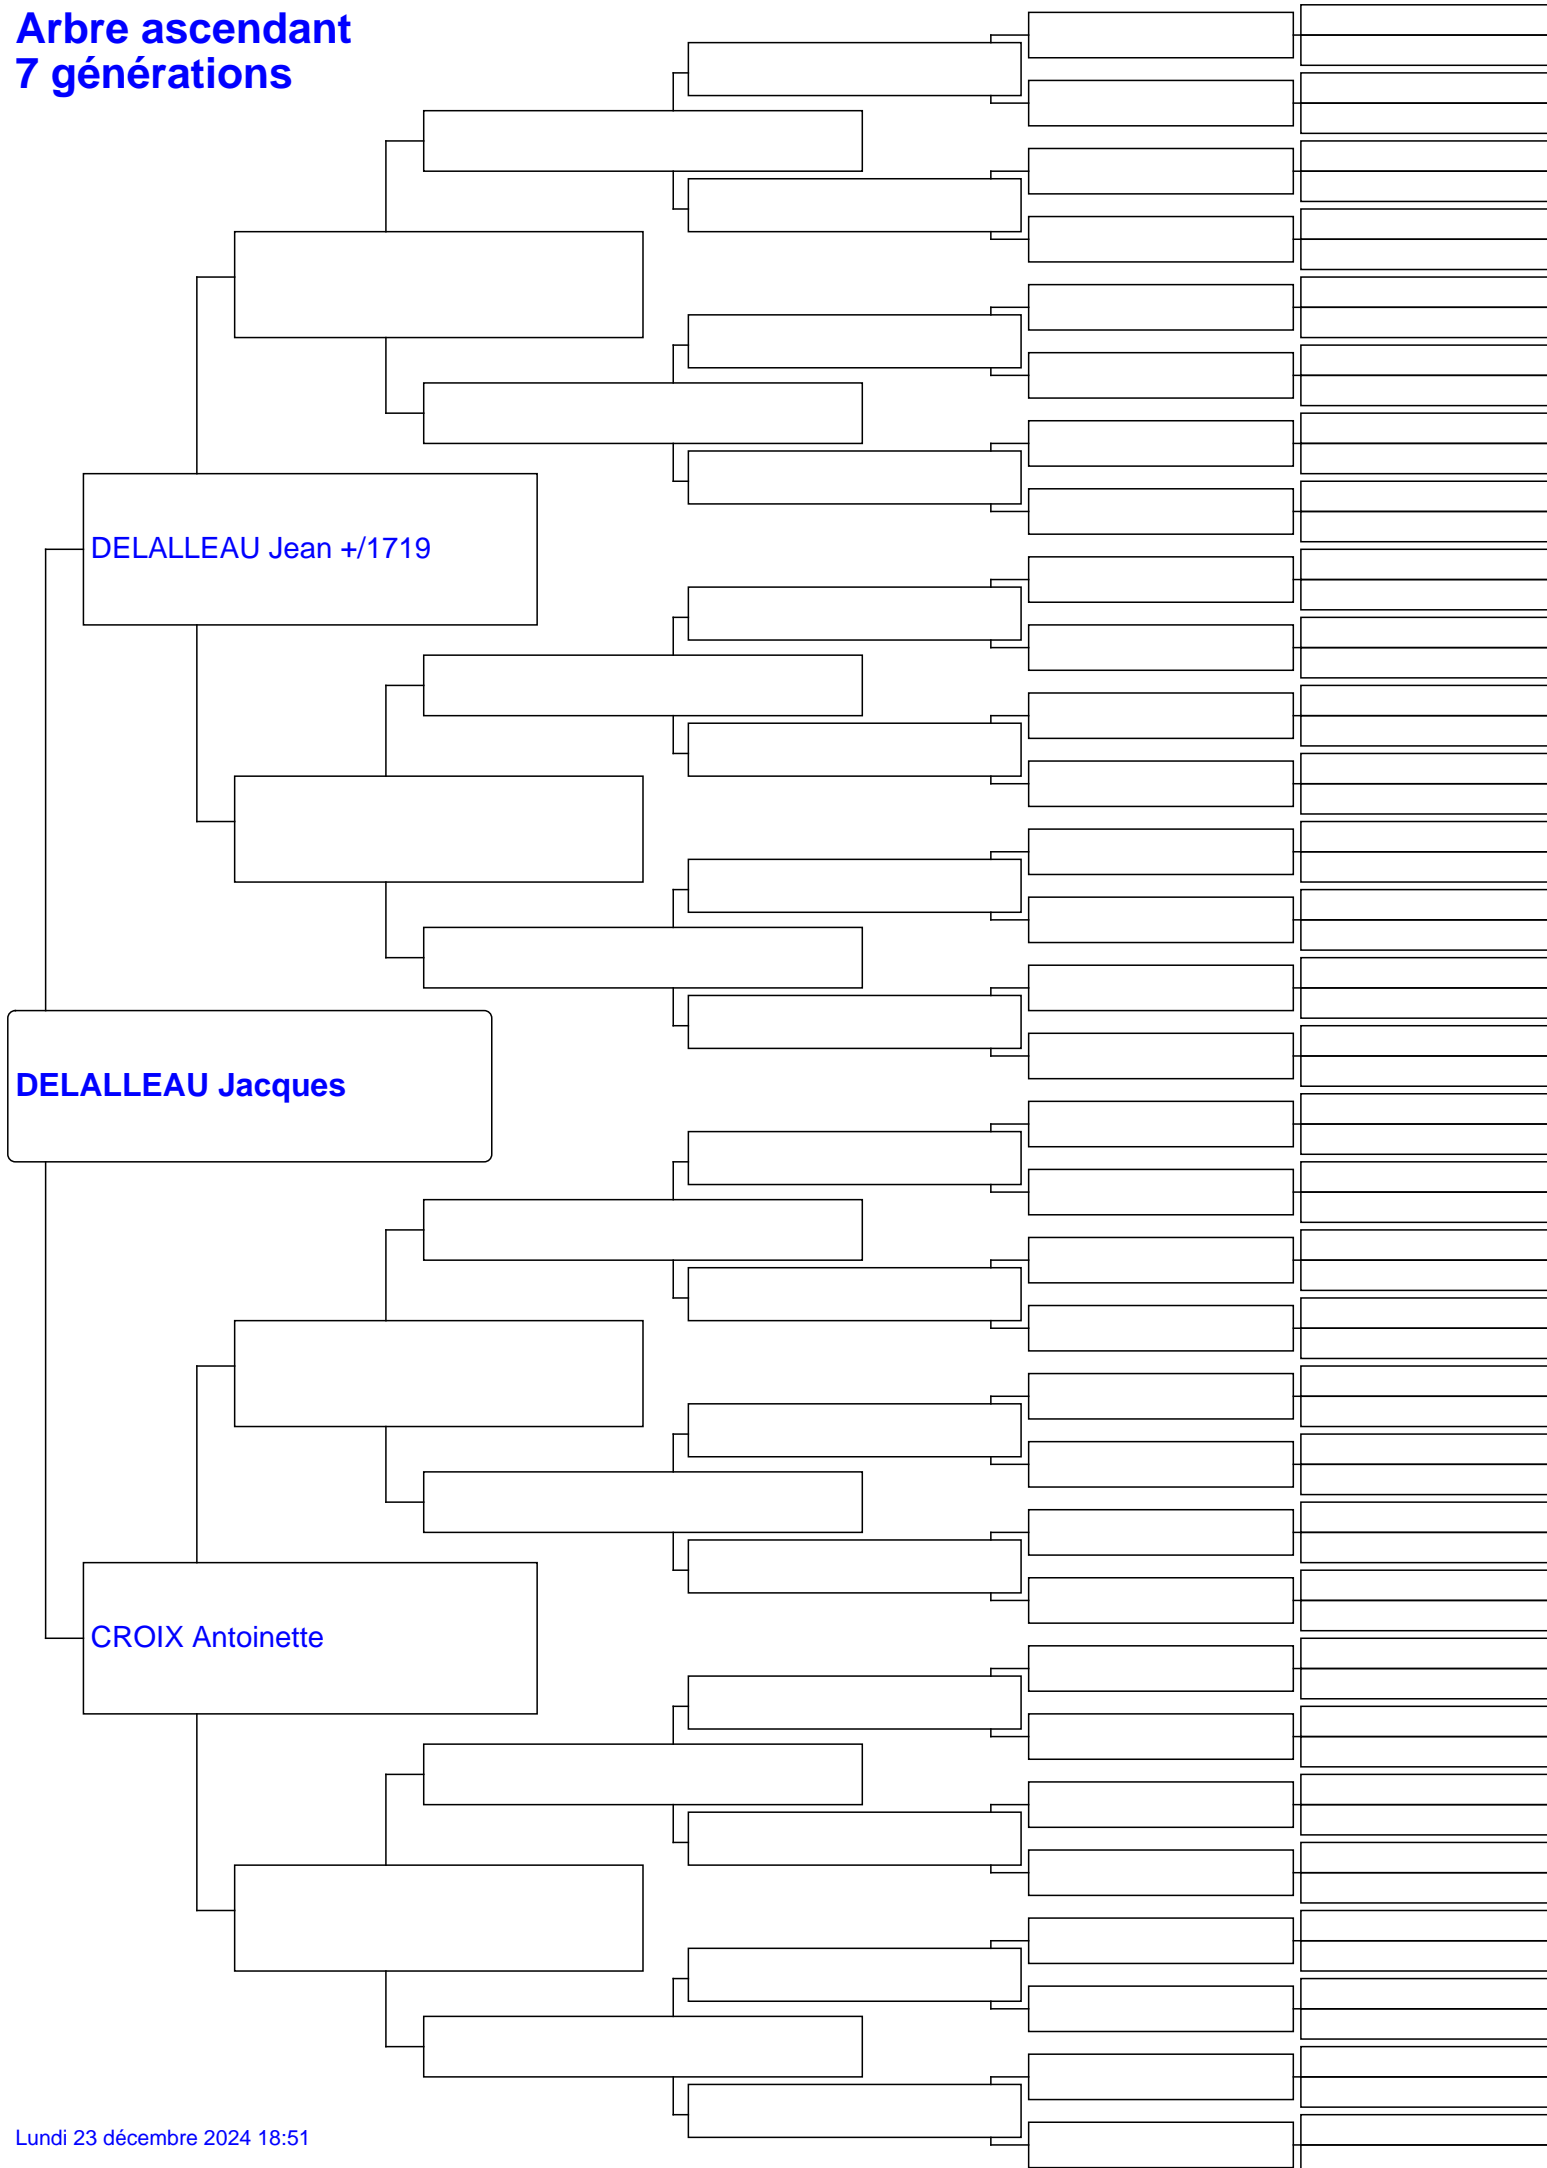 Arbre ascendant
7 générations
DELALLEAU Jean +/1719
DELALLEAU Jacques
CROIX Antoinette
Lundi 23 décembre 2024 18:51